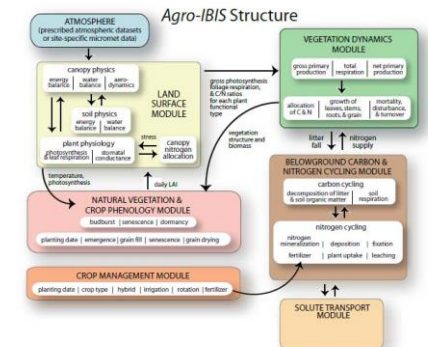 Agro-IBIS Structure
ATMOSPHERE
(prescribed atmospheric datasets
or site-specific micromet data)
LAND
SURFACE
MODULE
canopy physics
energy balance | water balance | aero-dynamics
soil physics
energy balance | water balance
plant physiology
photosynthesis & leaf respiration | stomatal conductance
stress
canopy
nitrogen
allocation
gross photosynthesis
foliage respiration,
& C/N ratios
for each plant
functional
type
vegetation
structure and
biomass
temperature,
photosynthesis
daily LAI
VEGETATION DYNAMICS
MODULE
gross primary production | total respiration | net primary production
allocation of C & N | growth of leaves, stems, roots, & grain | mortality, disturbance, & turnover
litter
fall
nitrogen
supply
BELOWGROUND CARBON &
NITROGEN CYCLING MODULE
carbon cycling
decomposition of litter & soil organic matter | soil respiration
nitrogen cycling
nitrogen mineralization | deposition | fixation
fertilizer | plant uptake | leaching
NATURAL VEGETATION &
CROP PHENOLOGY MODULE
budburst | senescence | dormancy
planting date | emergence | grain fill | senescence | grain drying
CROP MANAGEMENT MODULE
planting date | crop type | hybrid | irrigation | rotation | fertilizer
SOLUTE TRANSPORT
MODULE